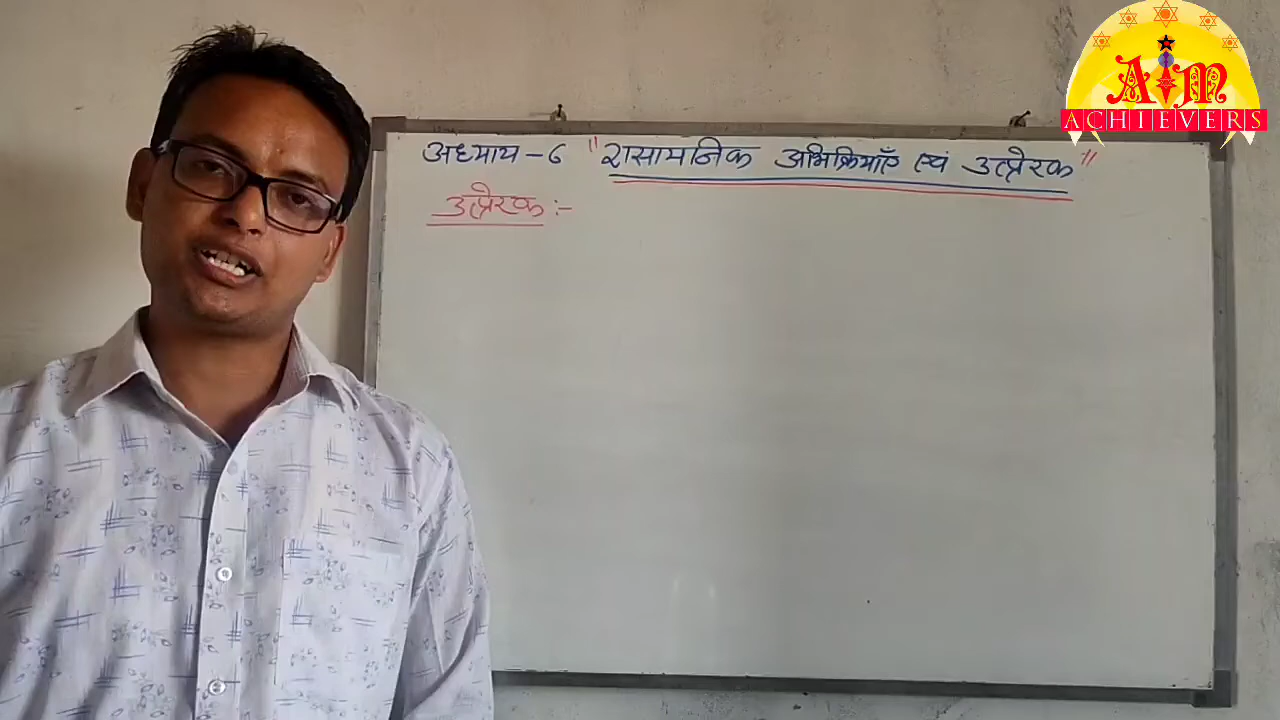 AIM
ACHIEVERS
अध्याय-6 "रासायनिक अभिक्रियाएँ एवं उत्प्रेरक"
उत्प्रेरक :-